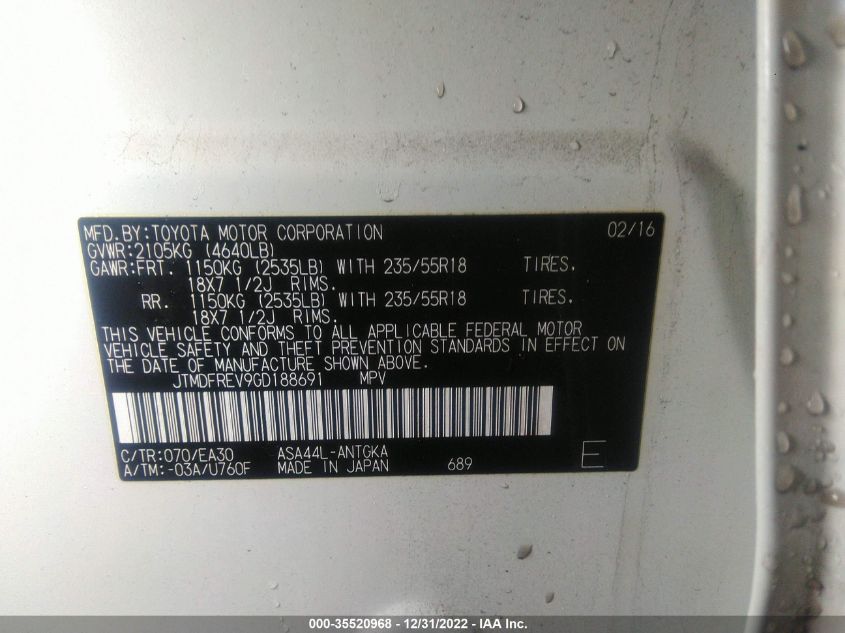 MFD.BY:TOYOTA MOTOR CORPORATION 02/16
GVWR:2105KG (4640LB)
GAWR:FRT. 1150KG (2535LB) WITH 235/55R18 TIRES.
18X7 1/2J RIMS.
RR. 1150KG (2535LB) WITH 235/55R18 TIRES.
18X7 1/2J RIMS.
THIS VEHICLE CONFORMS TO ALL APPLICABLE FEDERAL MOTOR
VEHICLE SAFETY AND THEFT PREVENTION STANDARDS IN EFFECT ON
THE DATE OF MANUFACTURE SHOWN ABOVE.
JTMDFREV9GD188691 MPV
C/TR:070/EA30 ASA44L-ANTGKA
A/TM:-03A/U760F MADE IN JAPAN 689 E
000-35520968 - 12/31/2022 - IAA Inc.